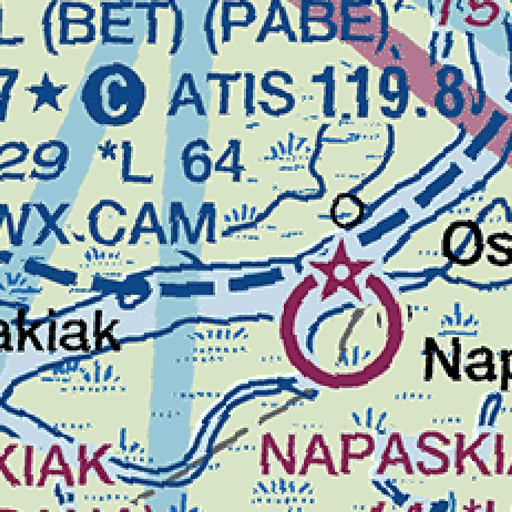 L (BET) (PABE)
7 ★ C ATIS 119.8
29 *L 64
WX CAM
Os
akiak
Nap
KIAK NAPASKIA